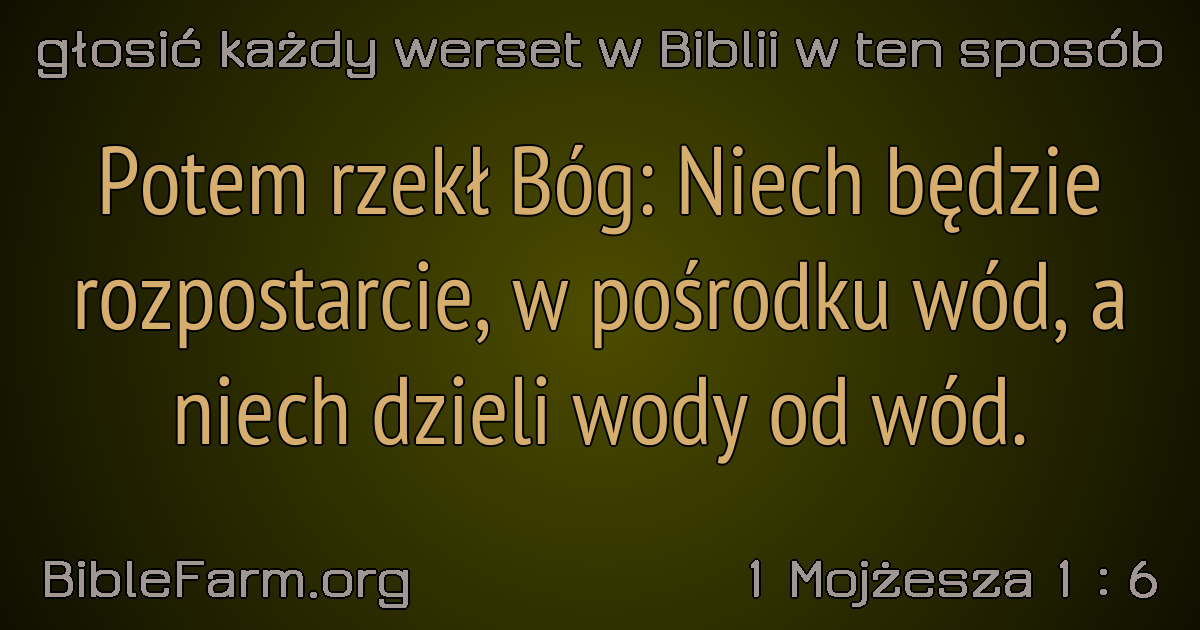 głosić każdy werset w Biblii w ten sposób
Potem rzekł Bóg: Niech będzie
rozpostarcie, w pośrodku wód, a
niech dzieli wody od wód.
BibleFarm.org
1 Mojżesza 1 : 6